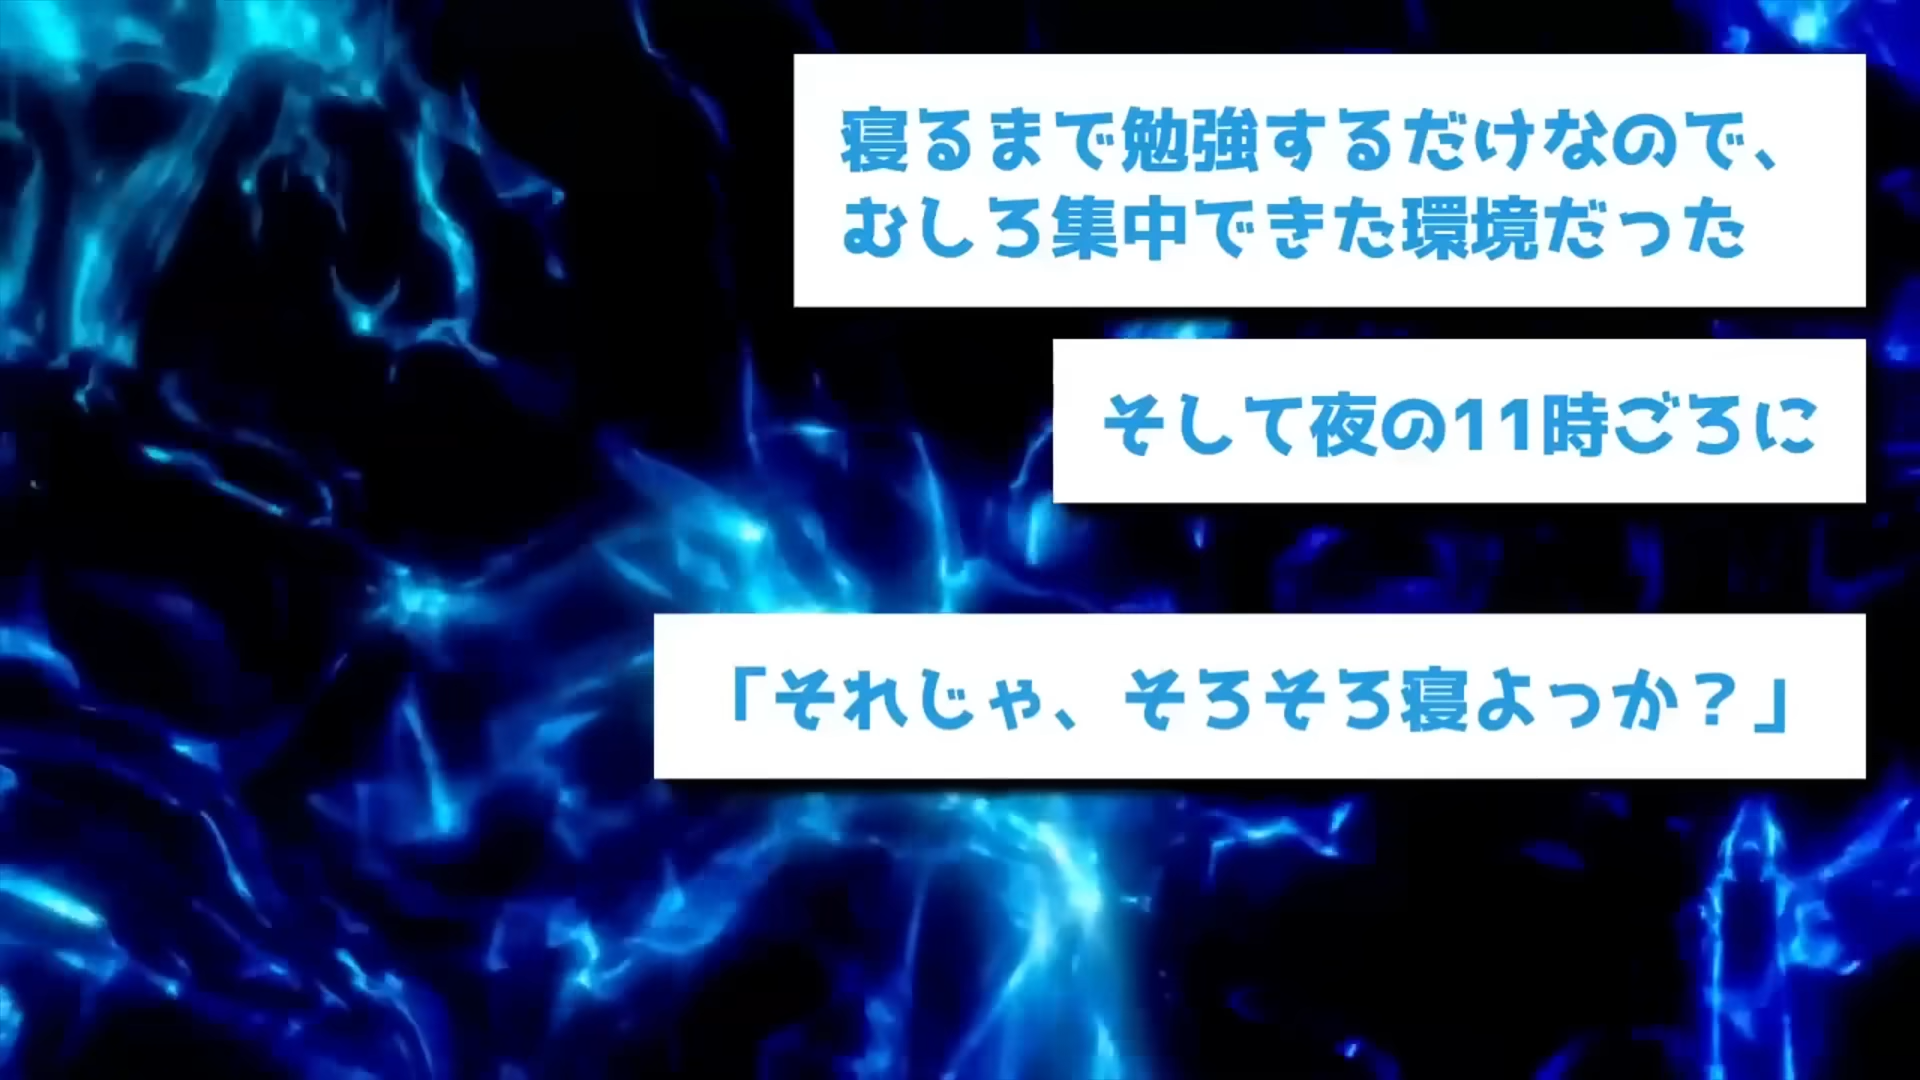 寝るまで勉強するだけなので、
むしろ集中できた環境だった
そして夜の11時ごろに
「それじゃ、そろそろ寝よっか？」